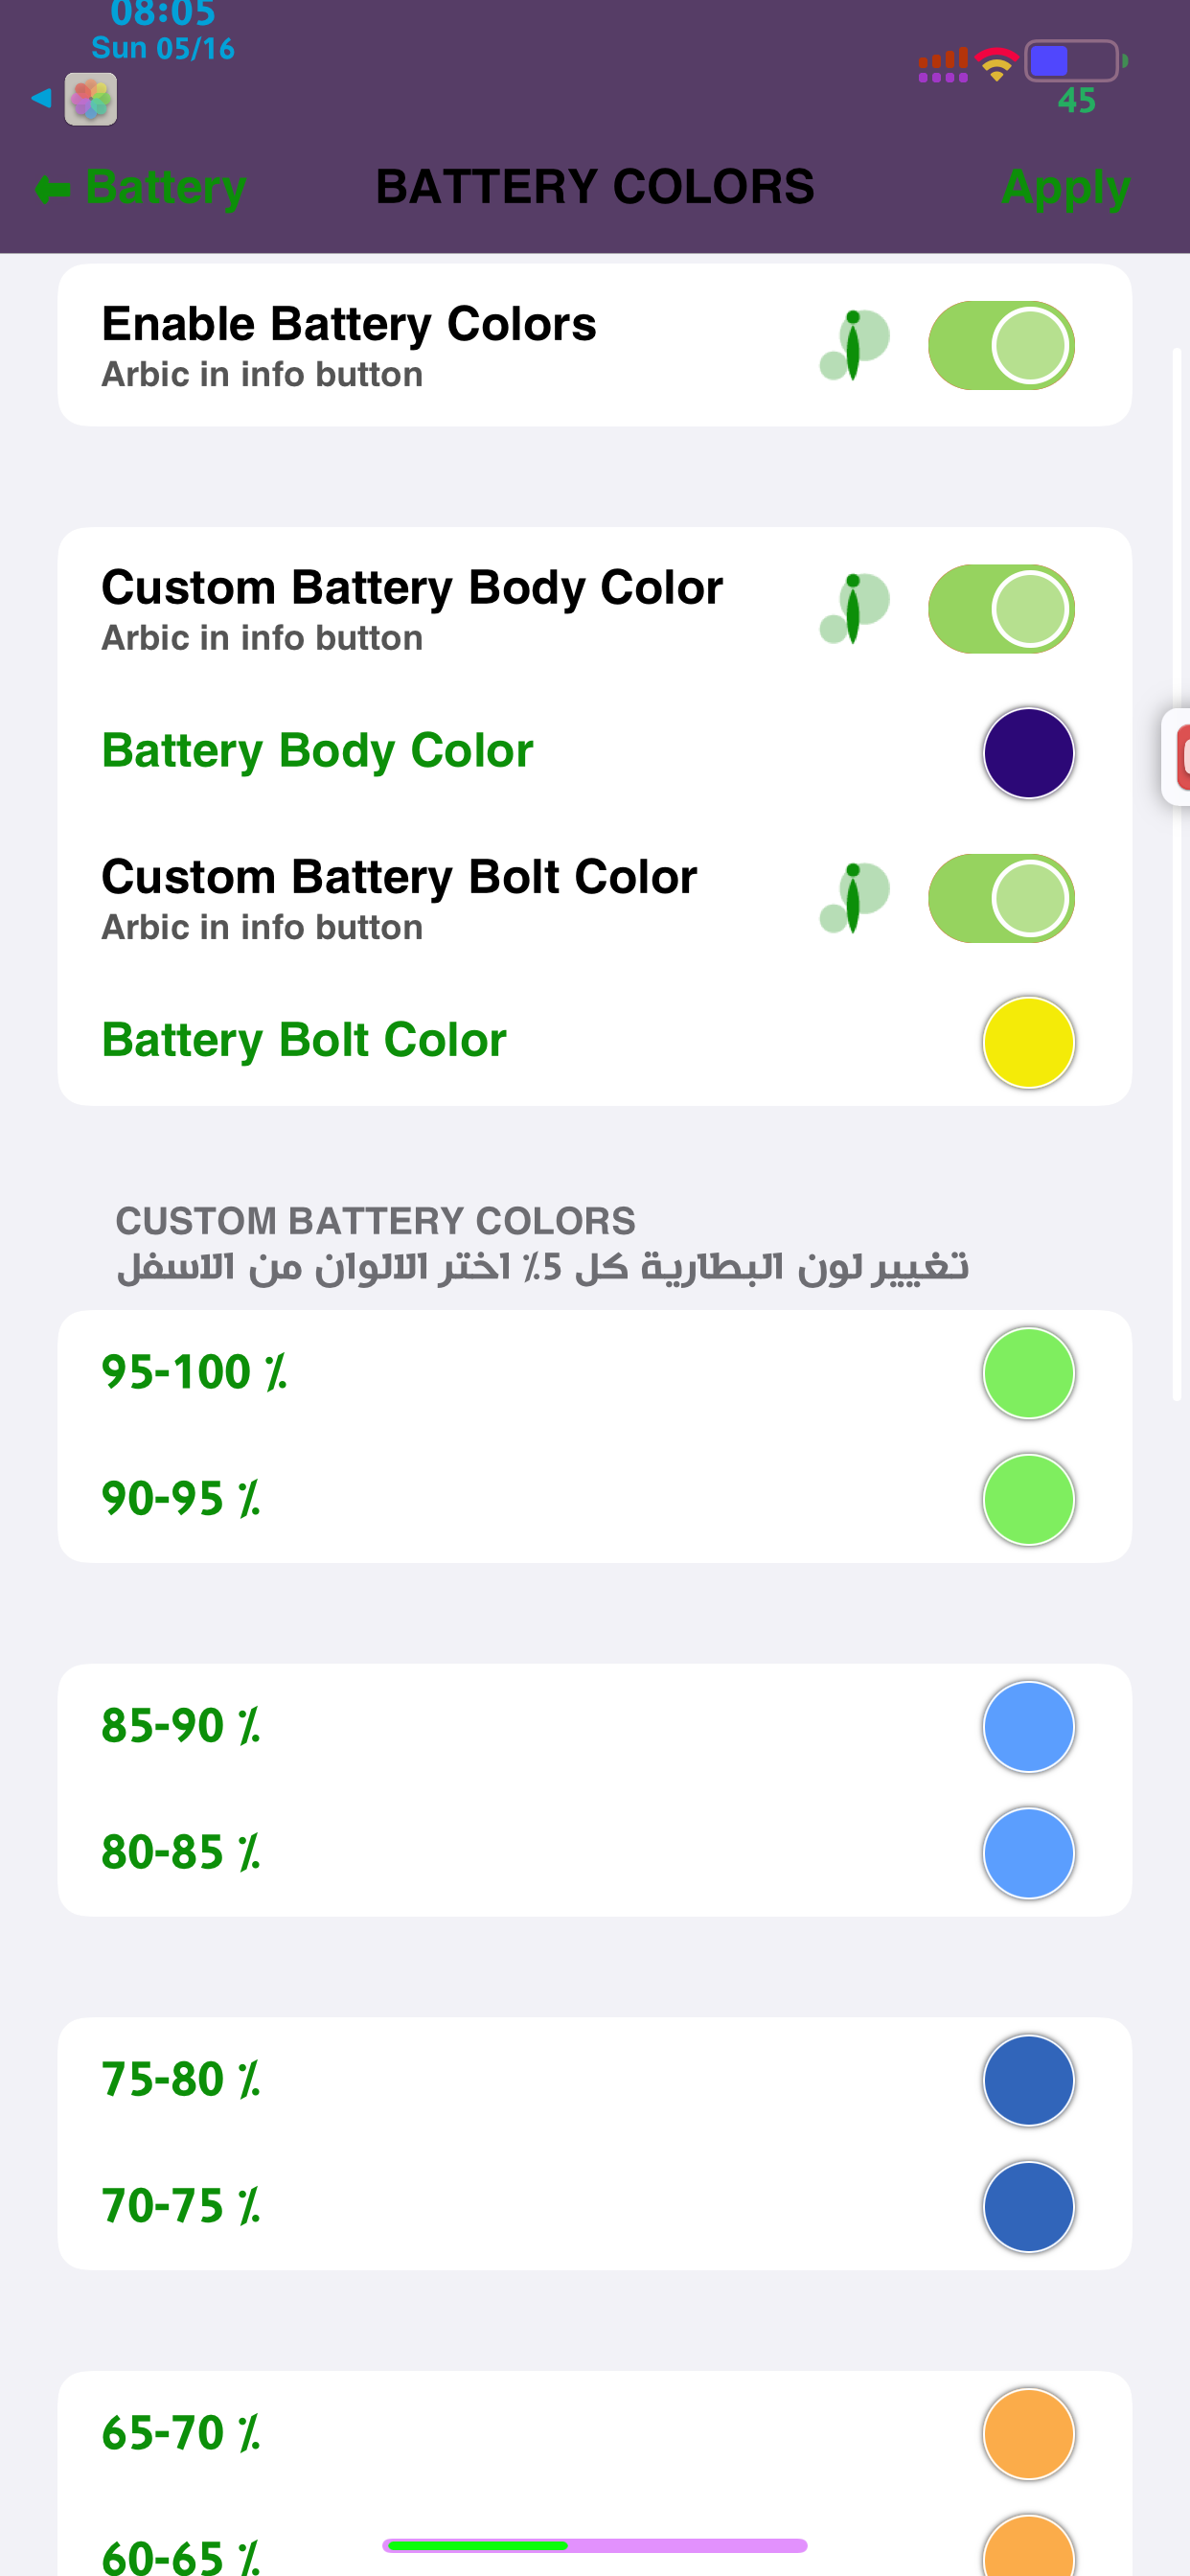 08:05
Sun 05/16
45
Battery
BATTERY COLORS
Apply
Enable Battery Colors
Arbic in info button
Custom Battery Body Color
Arbic in info button
Battery Body Color
Custom Battery Bolt Color
Arbic in info button
Battery Bolt Color
CUSTOM BATTERY COLORS
تغيير لون البطارية كل 5٪ اختر الالوان من الاسفل
95-100 ٪
90-95 ٪
85-90 ٪
80-85 ٪
75-80 ٪
70-75 ٪
65-70 ٪
60-65 ٪